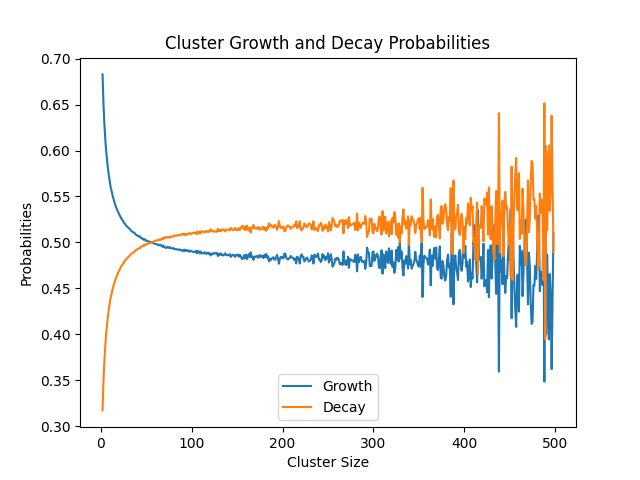 Cluster Growth and Decay Probabilities
0.70
0.65
0.60
0.55
0.50
0.45
0.40
0.35
0.30
Probabilities
Growth
Decay
0 100 200 300 400 500
Cluster Size